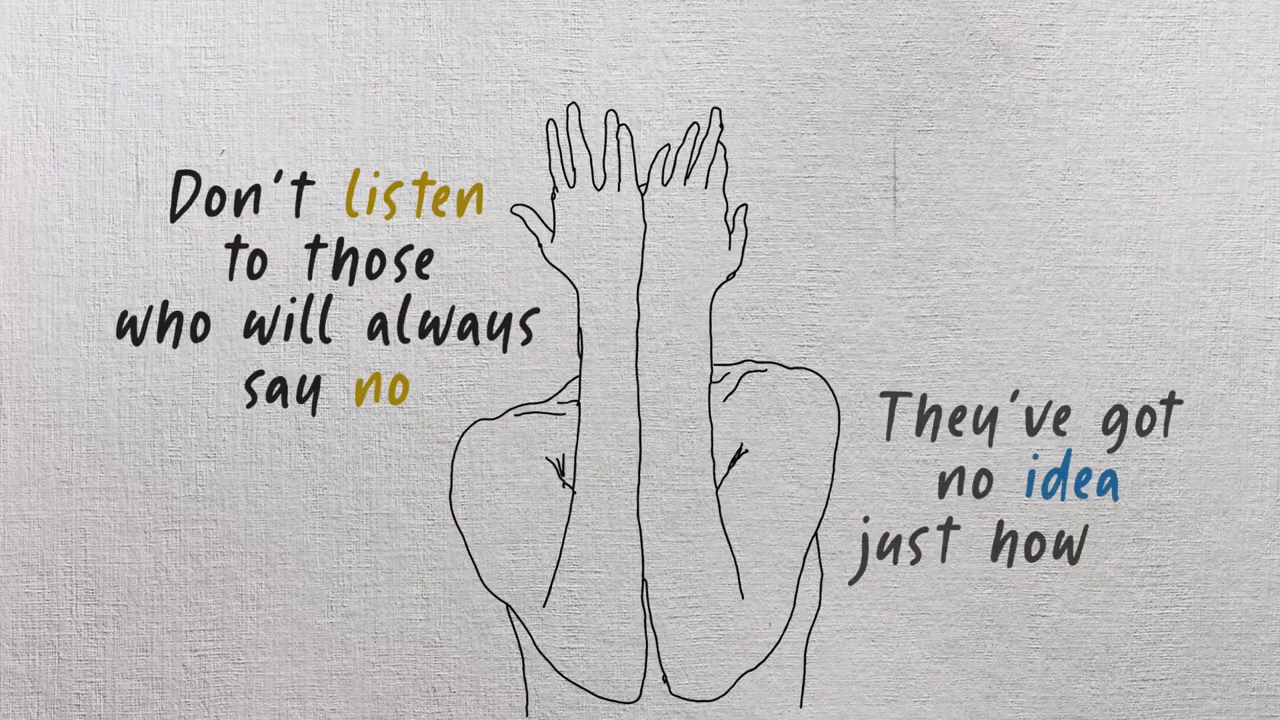 Don't listen
to those
who will always
say no
They've got
no idea
just how